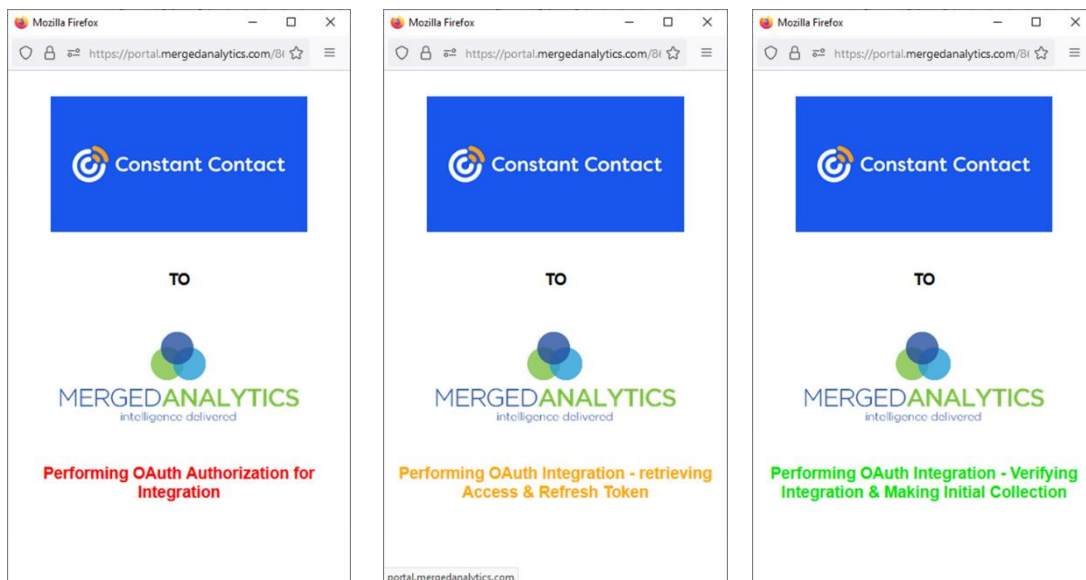 Mozilla Firefox
https://portal.mergedanalytics.com/86
Constant Contact
TO
MERGEDANALYTICS
intelligence delivered
Performing OAuth Authorization for
Integration
Mozilla Firefox
https://portal.mergedanalytics.com/86
Constant Contact
TO
MERGEDANALYTICS
intelligence delivered
Performing OAuth Integration - retrieving
Access & Refresh Token
portal.mergedanalytics.com
Mozilla Firefox
https://portal.mergedanalytics.com/86
Constant Contact
TO
MERGEDANALYTICS
intelligence delivered
Performing OAuth Integration - Verifying
Integration & Making Initial Collection